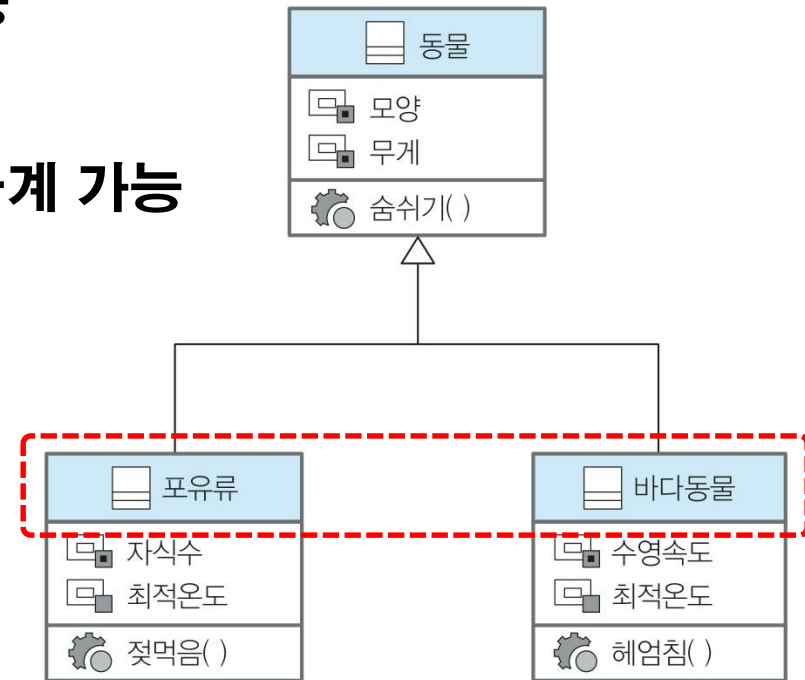 계 가능
동물
모양
무게
숨쉬기( )
포유류
자식수
최적온도
젖먹음( )
바다동물
수영속도
최적온도
헤엄침( )